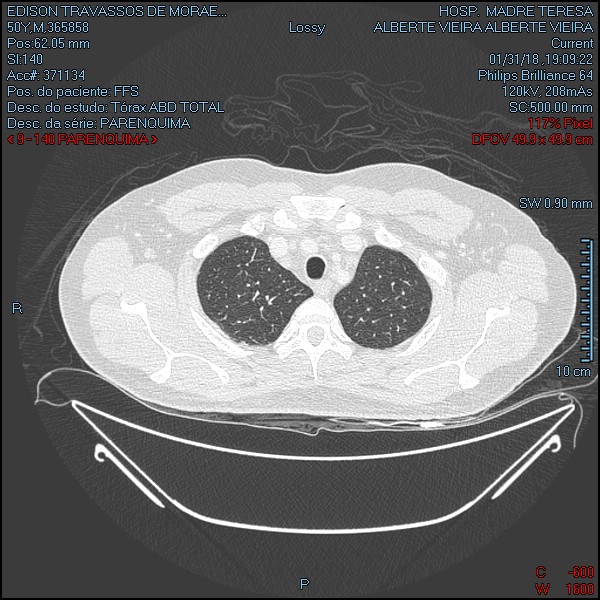 EDISON TRAVASSOS DE MORAE...
50Y,M,365858
Pos:62.05 mm
SI:140
Acc#: 371134
Pos. do paciente: FFS
Desc. do estudo: Tórax ABD TOTAL
Desc. da série: PARENQUIMA
< 9 - 140 PARENQUIMA >
Lossy
HOSP. MADRE TERESA
ALBERTE VIEIRA ALBERTE VIEIRA
Current
01/31/18 ,19:09:22
Philips Brilliance 64
120kV, 208mAs
SC:500.00 mm
117% Pixel
DFOV 49.9 x 49.9 cm
SW 0.90 mm
R
10 cm
P
C -600
W 1600